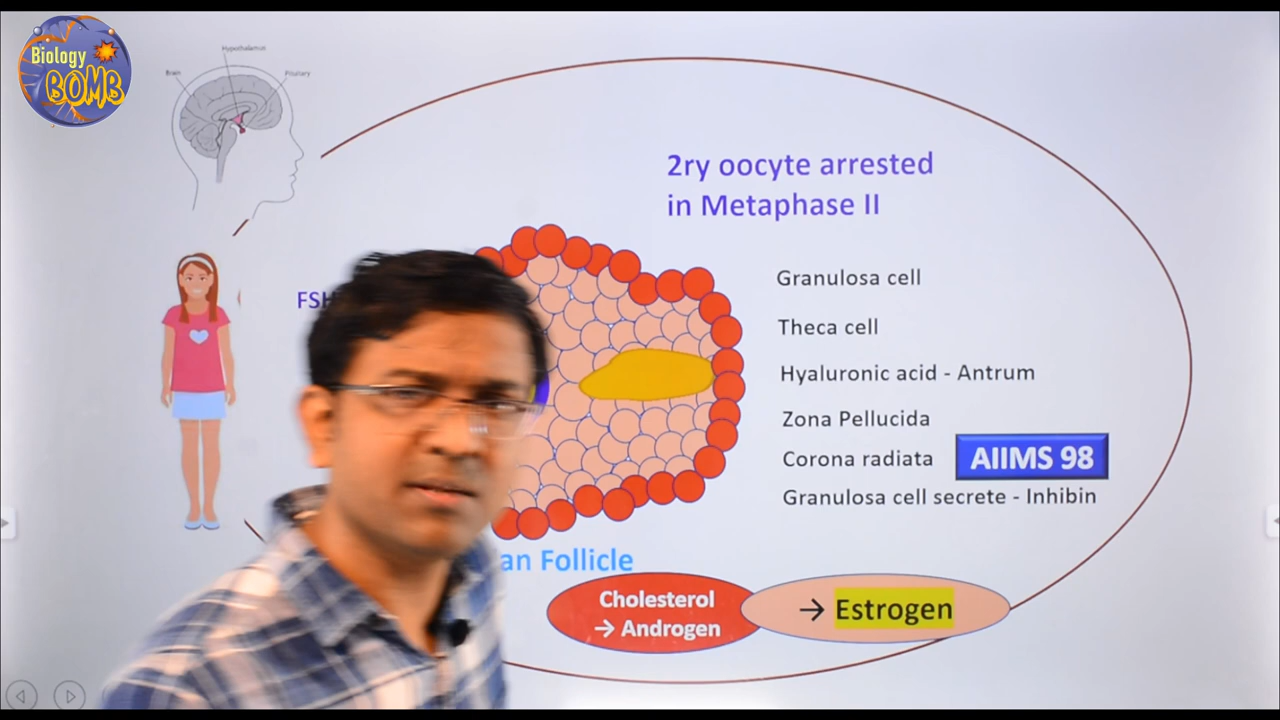 Biology
BOMB
Hypothalamus
Brain
Pituitary
2ry oocyte arrested
in Metaphase II
FSH
Granulosa cell
Theca cell
Hyaluronic acid - Antrum
Zona Pellucida
Corona radiata
AIIMS 98
Granulosa cell secrete - Inhibin
an Follicle
Cholesterol
→ Androgen
→ Estrogen